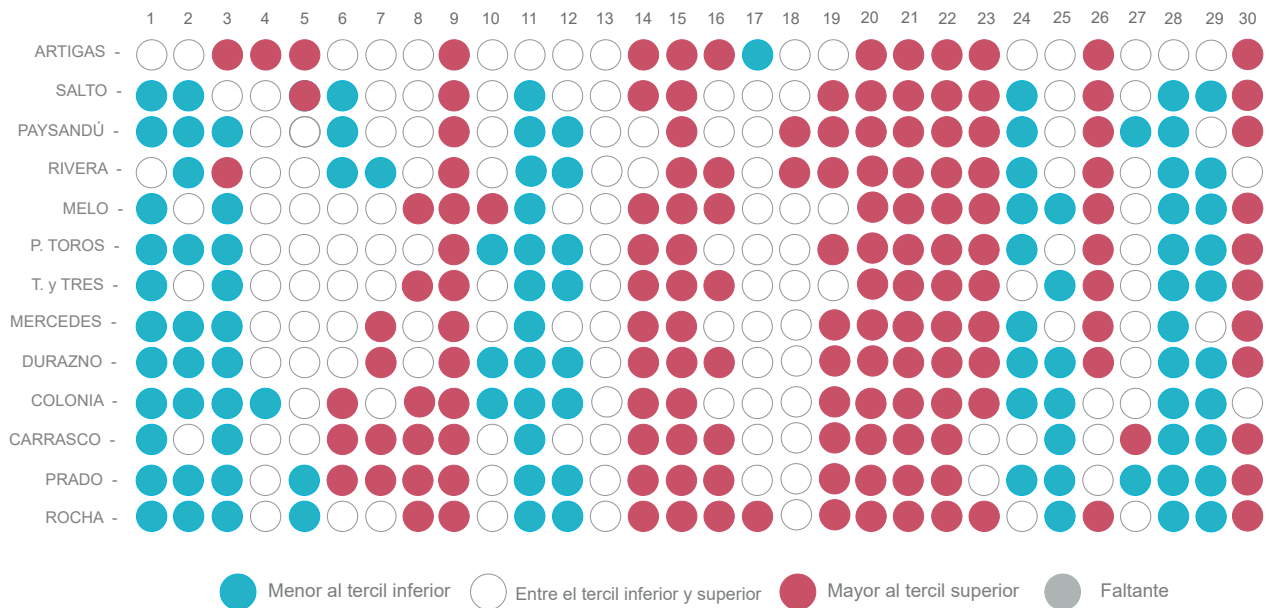 1 2 3 4 5 6 7 8 9 10 11 12 13 14 15 16 17 18 19 20 21 22 23 24 25 26 27 28 29 30
ARTIGAS -
SALTO -
PAYSANDÚ -
RIVERA -
MELO -
P. TOROS -
T. y TRES -
MERCEDES -
DURAZNO -
COLONIA -
CARRASCO -
PRADO -
ROCHA -
Menor al tercil inferior Entre el tercil inferior y superior Mayor al tercil superior Faltante